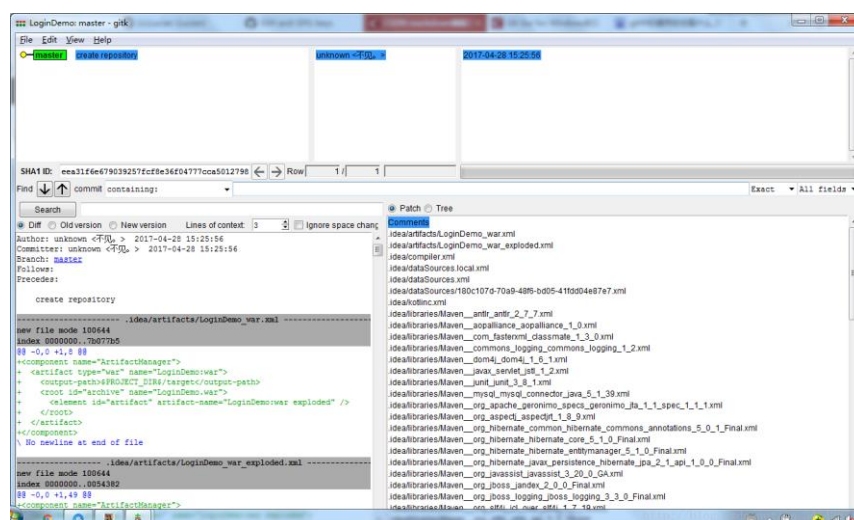 LoginDemo: master - gitk
File Edit View Help
master create repository
unknown <不见。>
2017-04-28 15:25:56
SHA1 ID: eea31f6e679039257fcf8e36f04777cca5012798 Row 1 / 1
Find commit containing: Exact All fields
Search
Diff Old version New version Lines of context: 3 Ignore space chang
Author: unknown <不见。> 2017-04-28 15:25:56
Committer: unknown <不见。> 2017-04-28 15:25:56
Branch: master
Follows:
Precedes:
create repository
.idea/artifacts/LoginDemo_war.xml
new file mode 100644
index 0000000..7b077b5
@@ -0,0 +1,8 @@
+<component name="ArtifactManager">
+ <artifact type="war" name="LoginDemo:war">
+ <output-path>$PROJECT_DIR$/target</output-path>
+ <root id="archive" name="LoginDemo.war">
+ <element id="artifact" artifact-name="LoginDemo:war exploded" />
+ </root>
+ </artifact>
+</component>
\ No newline at end of file
.idea/artifacts/LoginDemo_war_exploded.xml
new file mode 100644
index 0000000..0054382
@@ -0,0 +1,49 @@
+<component name="ArtifactManager">
Patch Tree
Comments
.idea/artifacts/LoginDemo_war.xml
.idea/artifacts/LoginDemo_war_exploded.xml
.idea/compiler.xml
.idea/dataSources.local.xml
.idea/dataSources.xml
.idea/dataSources/180c107d-70a9-48f6-bd05-41fdd04e87e7.xml
.idea/kotlinc.xml
.idea/libraries/Maven__antlr_antlr_2_7_7.xml
.idea/libraries/Maven__aopalliance_aopalliance_1_0.xml
.idea/libraries/Maven__com_fasterxml_classmate_1_3_0.xml
.idea/libraries/Maven__commons_logging_commons_logging_1_2.xml
.idea/libraries/Maven__dom4j_dom4j_1_6_1.xml
.idea/libraries/Maven__javax_servlet_jstl_1_2.xml
.idea/libraries/Maven__junit_junit_3_8_1.xml
.idea/libraries/Maven__mysql_mysql_connector_java_5_1_39.xml
.idea/libraries/Maven__org_apache_geronimo_specs_geronimo_jta_1_1_spec_1_1_1.xml
.idea/libraries/Maven__org_aspectj_aspectjrt_1_8_9.xml
.idea/libraries/Maven__org_hibernate_common_hibernate_commons_annotations_5_0_1_Final.xml
.idea/libraries/Maven__org_hibernate_hibernate_core_5_1_0_Final.xml
.idea/libraries/Maven__org_hibernate_hibernate_entitymanager_5_1_0_Final.xml
.idea/libraries/Maven__org_hibernate_javax_persistence_hibernate_jpa_2_1_api_1_0_0_Final.xml
.idea/libraries/Maven__org_javassist_javassist_3_20_0_GA.xml
.idea/libraries/Maven__org_jboss_jandex_2_0_0_Final.xml
.idea/libraries/Maven__org_jboss_logging_jboss_logging_3_3_0_Final.xml
.idea/libraries/Maven__org_slf4j_jcl_over_slf4j_1_7_19.xml